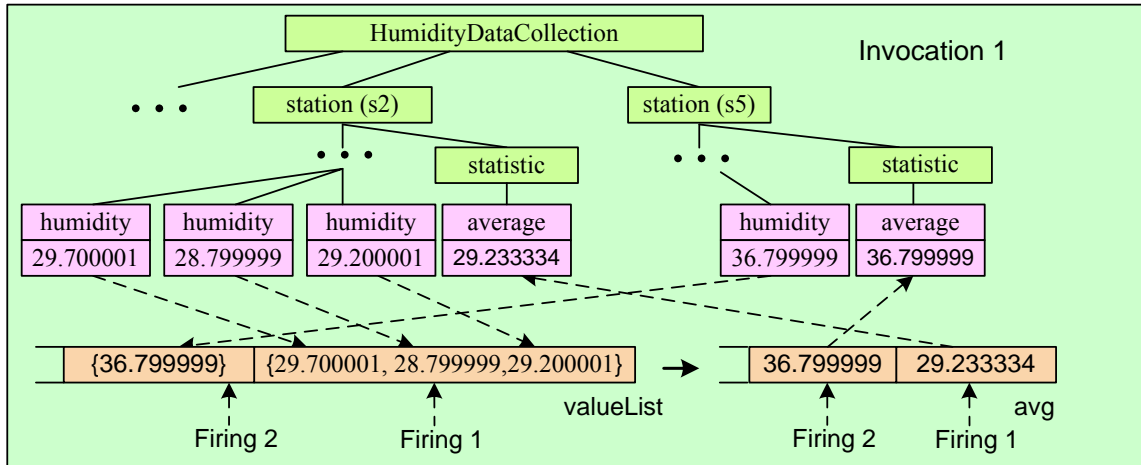 HumidityDataCollection
Invocation 1
• • •
station (s2)
station (s5)
• • •
statistic
• • •
statistic
humidity
humidity
humidity
average
humidity
average
29.700001
28.799999
29.200001
29.233334
36.799999
36.799999
{36.799999}
{29.700001, 28.799999,29.200001}
36.799999
29.233334
valueList
avg
Firing 2
Firing 1
Firing 2
Firing 1